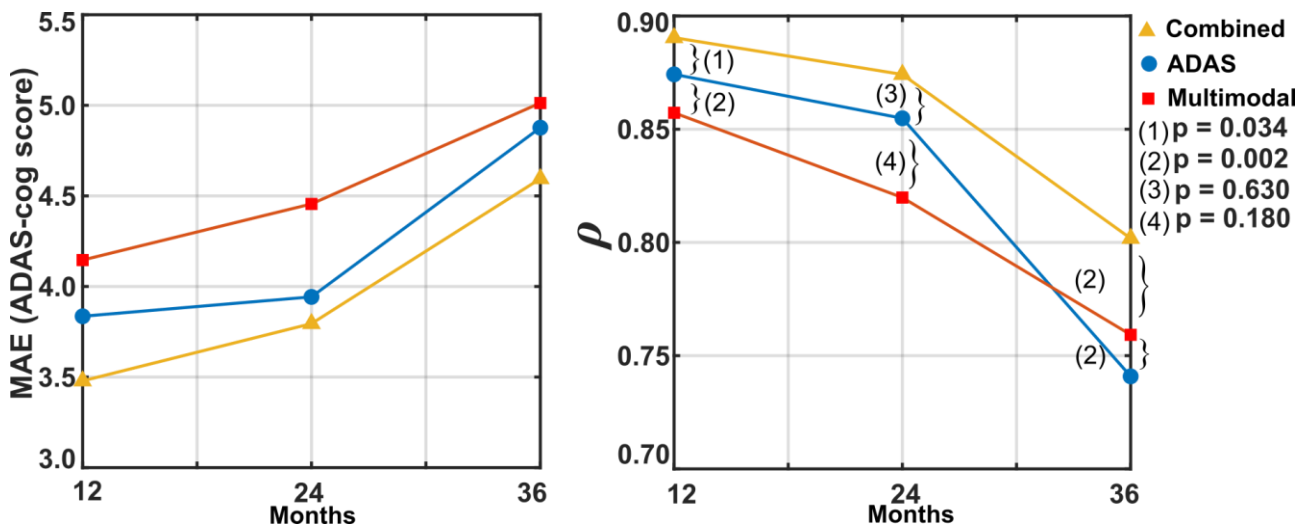 MAE (ADAS-cog score)
5.5
5.0
4.5
4.0
3.5
3.0
12
24
36
Months
ρ
0.90
0.85
0.80
0.75
0.70
(1)
(2)
(3)
(4)
(2)
(2)
12
24
36
Months
Combined
ADAS
Multimodal
(1) p = 0.034
(2) p = 0.002
(3) p = 0.630
(4) p = 0.180